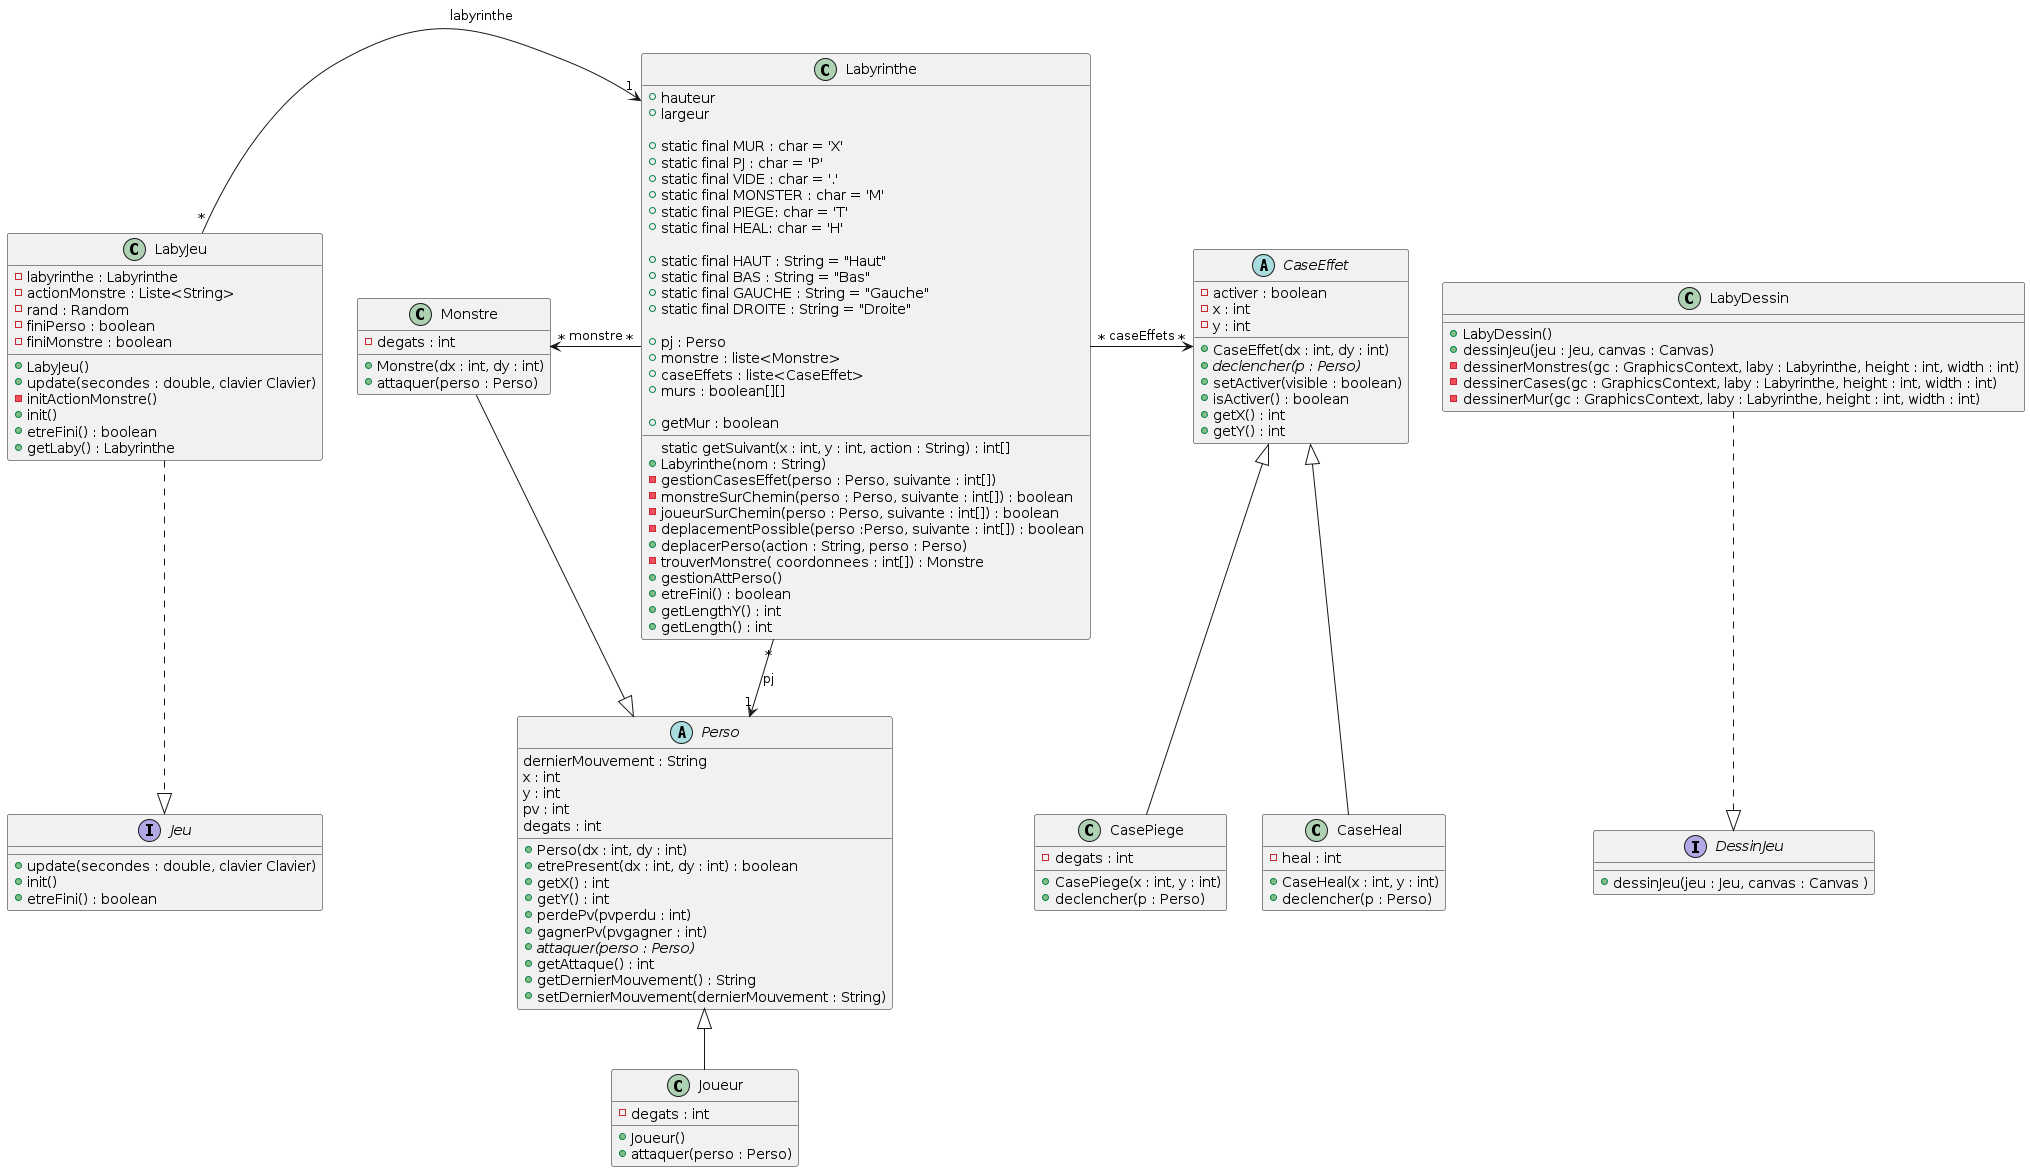 labyrinthe
1
*
C Labyrinthe
hauteur
largeur
static final MUR : char = 'X'
static final PJ : char = 'P'
static final VIDE : char = '.'
static final MONSTER : char = 'M'
static final PIEGE: char = 'T'
static final HEAL: char = 'H'
static final HAUT : String = "Haut"
static final BAS : String = "Bas"
static final GAUCHE : String = "Gauche"
static final DROITE : String = "Droite"
pj : Perso
monstre : liste<Monstre>
caseEffets : liste<CaseEffet>
murs : boolean[][]
getMur : boolean
static getSuivant(x : int, y : int, action : String) : int[]
Labyrinthe(nom : String)
gestionCasesEffet(perso : Perso, suivante : int[])
monstreSurChemin(perso : Perso, suivante : int[]) : boolean
joueurSurChemin(perso : Perso, suivante : int[]) : boolean
deplacementPossible(perso :Perso, suivante : int[]) : boolean
deplacerPerso(action : String, perso : Perso)
trouverMonstre( coordonnees : int[]) : Monstre
gestionAttPerso()
etreFini() : boolean
getLengthY() : int
getLength() : int
C LabyJeu
labyrinthe : Labyrinthe
actionMonstre : Liste<String>
rand : Random
finiPerso : boolean
finiMonstre : boolean
LabyJeu()
update(secondes : double, clavier Clavier)
initActionMonstre()
init()
etreFini() : boolean
getLaby() : Labyrinthe
C Monstre
degats : int
Monstre(dx : int, dy : int)
attaquer(perso : Perso)
* monstre *
* caseEffets *
A CaseEffet
activer : boolean
x : int
y : int
CaseEffet(dx : int, dy : int)
declencher(p : Perso)
setActiver(visible : boolean)
isActiver() : boolean
getX() : int
getY() : int
C LabyDessin
LabyDessin()
dessinJeu(jeu : Jeu, canvas : Canvas)
dessinerMonstres(gc : GraphicsContext, laby : Labyrinthe, height : int, width : int)
dessinerCases(gc : GraphicsContext, laby : Labyrinthe, height : int, width : int)
dessinerMur(gc : GraphicsContext, laby : Labyrinthe, height : int, width : int)
*
pj
1
I Jeu
update(secondes : double, clavier Clavier)
init()
etreFini() : boolean
A Perso
dernierMouvement : String
x : int
y : int
pv : int
degats : int
Perso(dx : int, dy : int)
etrePresent(dx : int, dy : int) : boolean
getX() : int
getY() : int
perdePv(pvperdu : int)
gagnerPv(pvgagner : int)
attaquer(perso : Perso)
getAttaque() : int
getDernierMouvement() : String
setDernierMouvement(dernierMouvement : String)
C CasePiege
degats : int
CasePiege(x : int, y : int)
declencher(p : Perso)
C CaseHeal
heal : int
CaseHeal(x : int, y : int)
declencher(p : Perso)
I DessinJeu
dessinJeu(jeu : Jeu, canvas : Canvas )
C Joueur
degats : int
Joueur()
attaquer(perso : Perso)